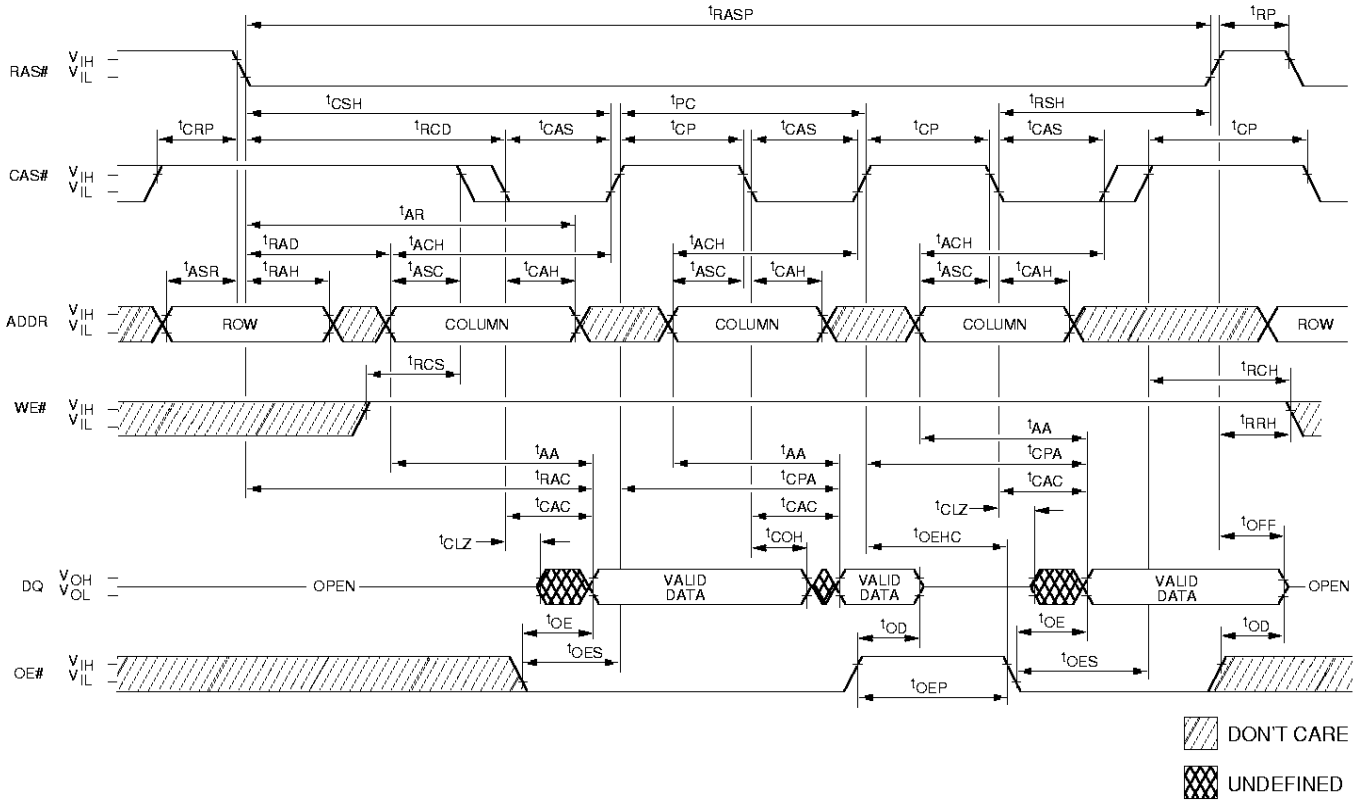 tRASP tRP
RAS# VIH
VIL
tCSH tPC tRSH
tCRP tRCD tCAS tCP tCAS tCP tCAS tCP
CAS# VIH
VIL
tAR
tRAD tACH tACH tACH
tASR tRAH tASC tCAH tASC tCAH tASC tCAH
ADDR VIH
VIL
ROW COLUMN COLUMN COLUMN ROW
tRCS tRCH
WE# VIH
VIL
tRRH
tAA
tAA tAA tCPA
tRAC tCPA tCAC
tCAC tCAC tCLZ
tCLZ tCOH tOEHC tOFF
DQ VOH
VOL
OPEN VALID DATA VALID DATA VALID DATA OPEN
tOE tOD tOE tOD
tOES tOES
OE# VIH
VIL
tOEP
DON'T CARE
UNDEFINED